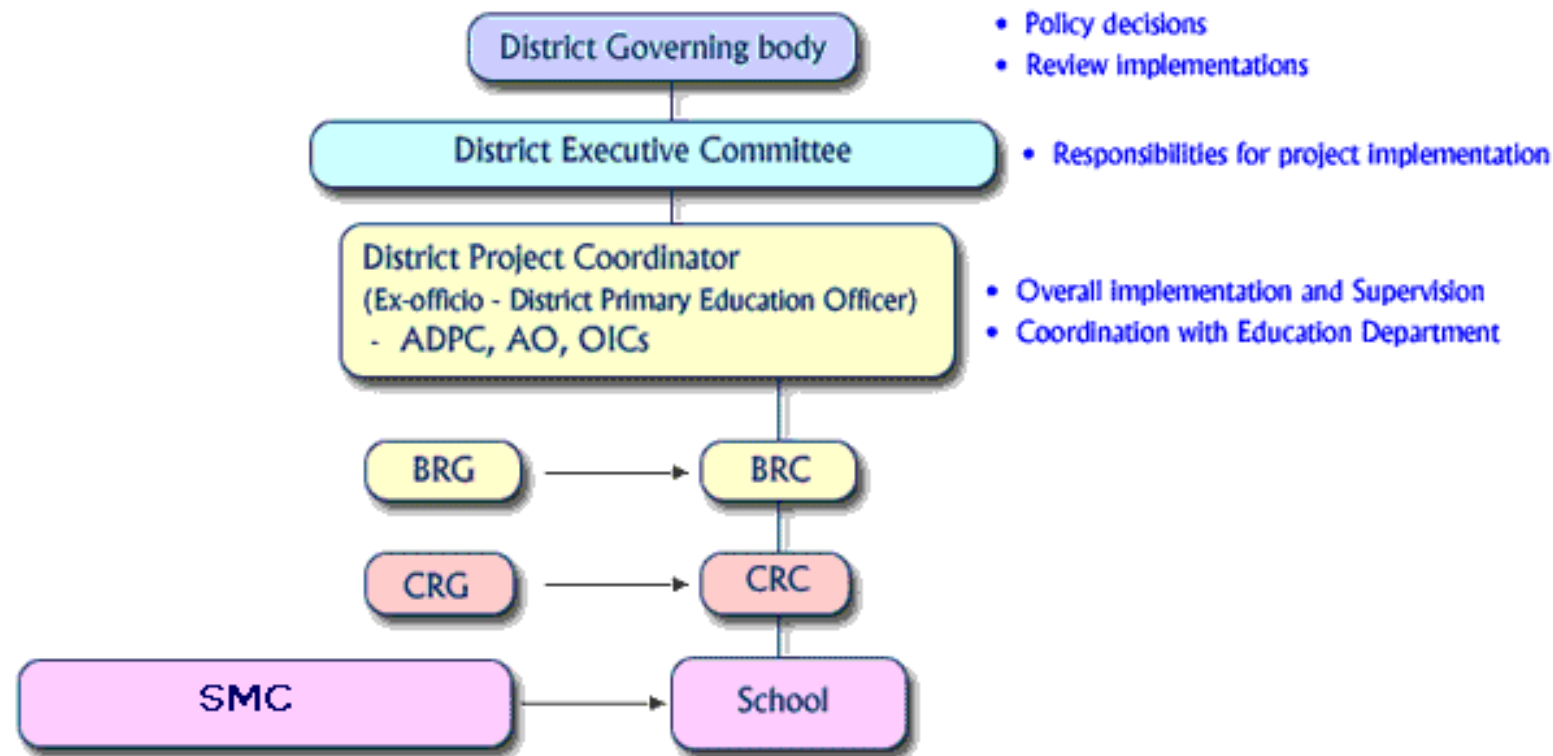 District Governing body
• Policy decisions
• Review implementations
District Executive Committee
• Responsibilities for project implementation
District Project Coordinator
(Ex-officio - District Primary Education Officer)
- ADPC, AO, OICs
• Overall implementation and Supervision
• Coordination with Education Department
BRG
BRC
CRG
CRC
SMC
School